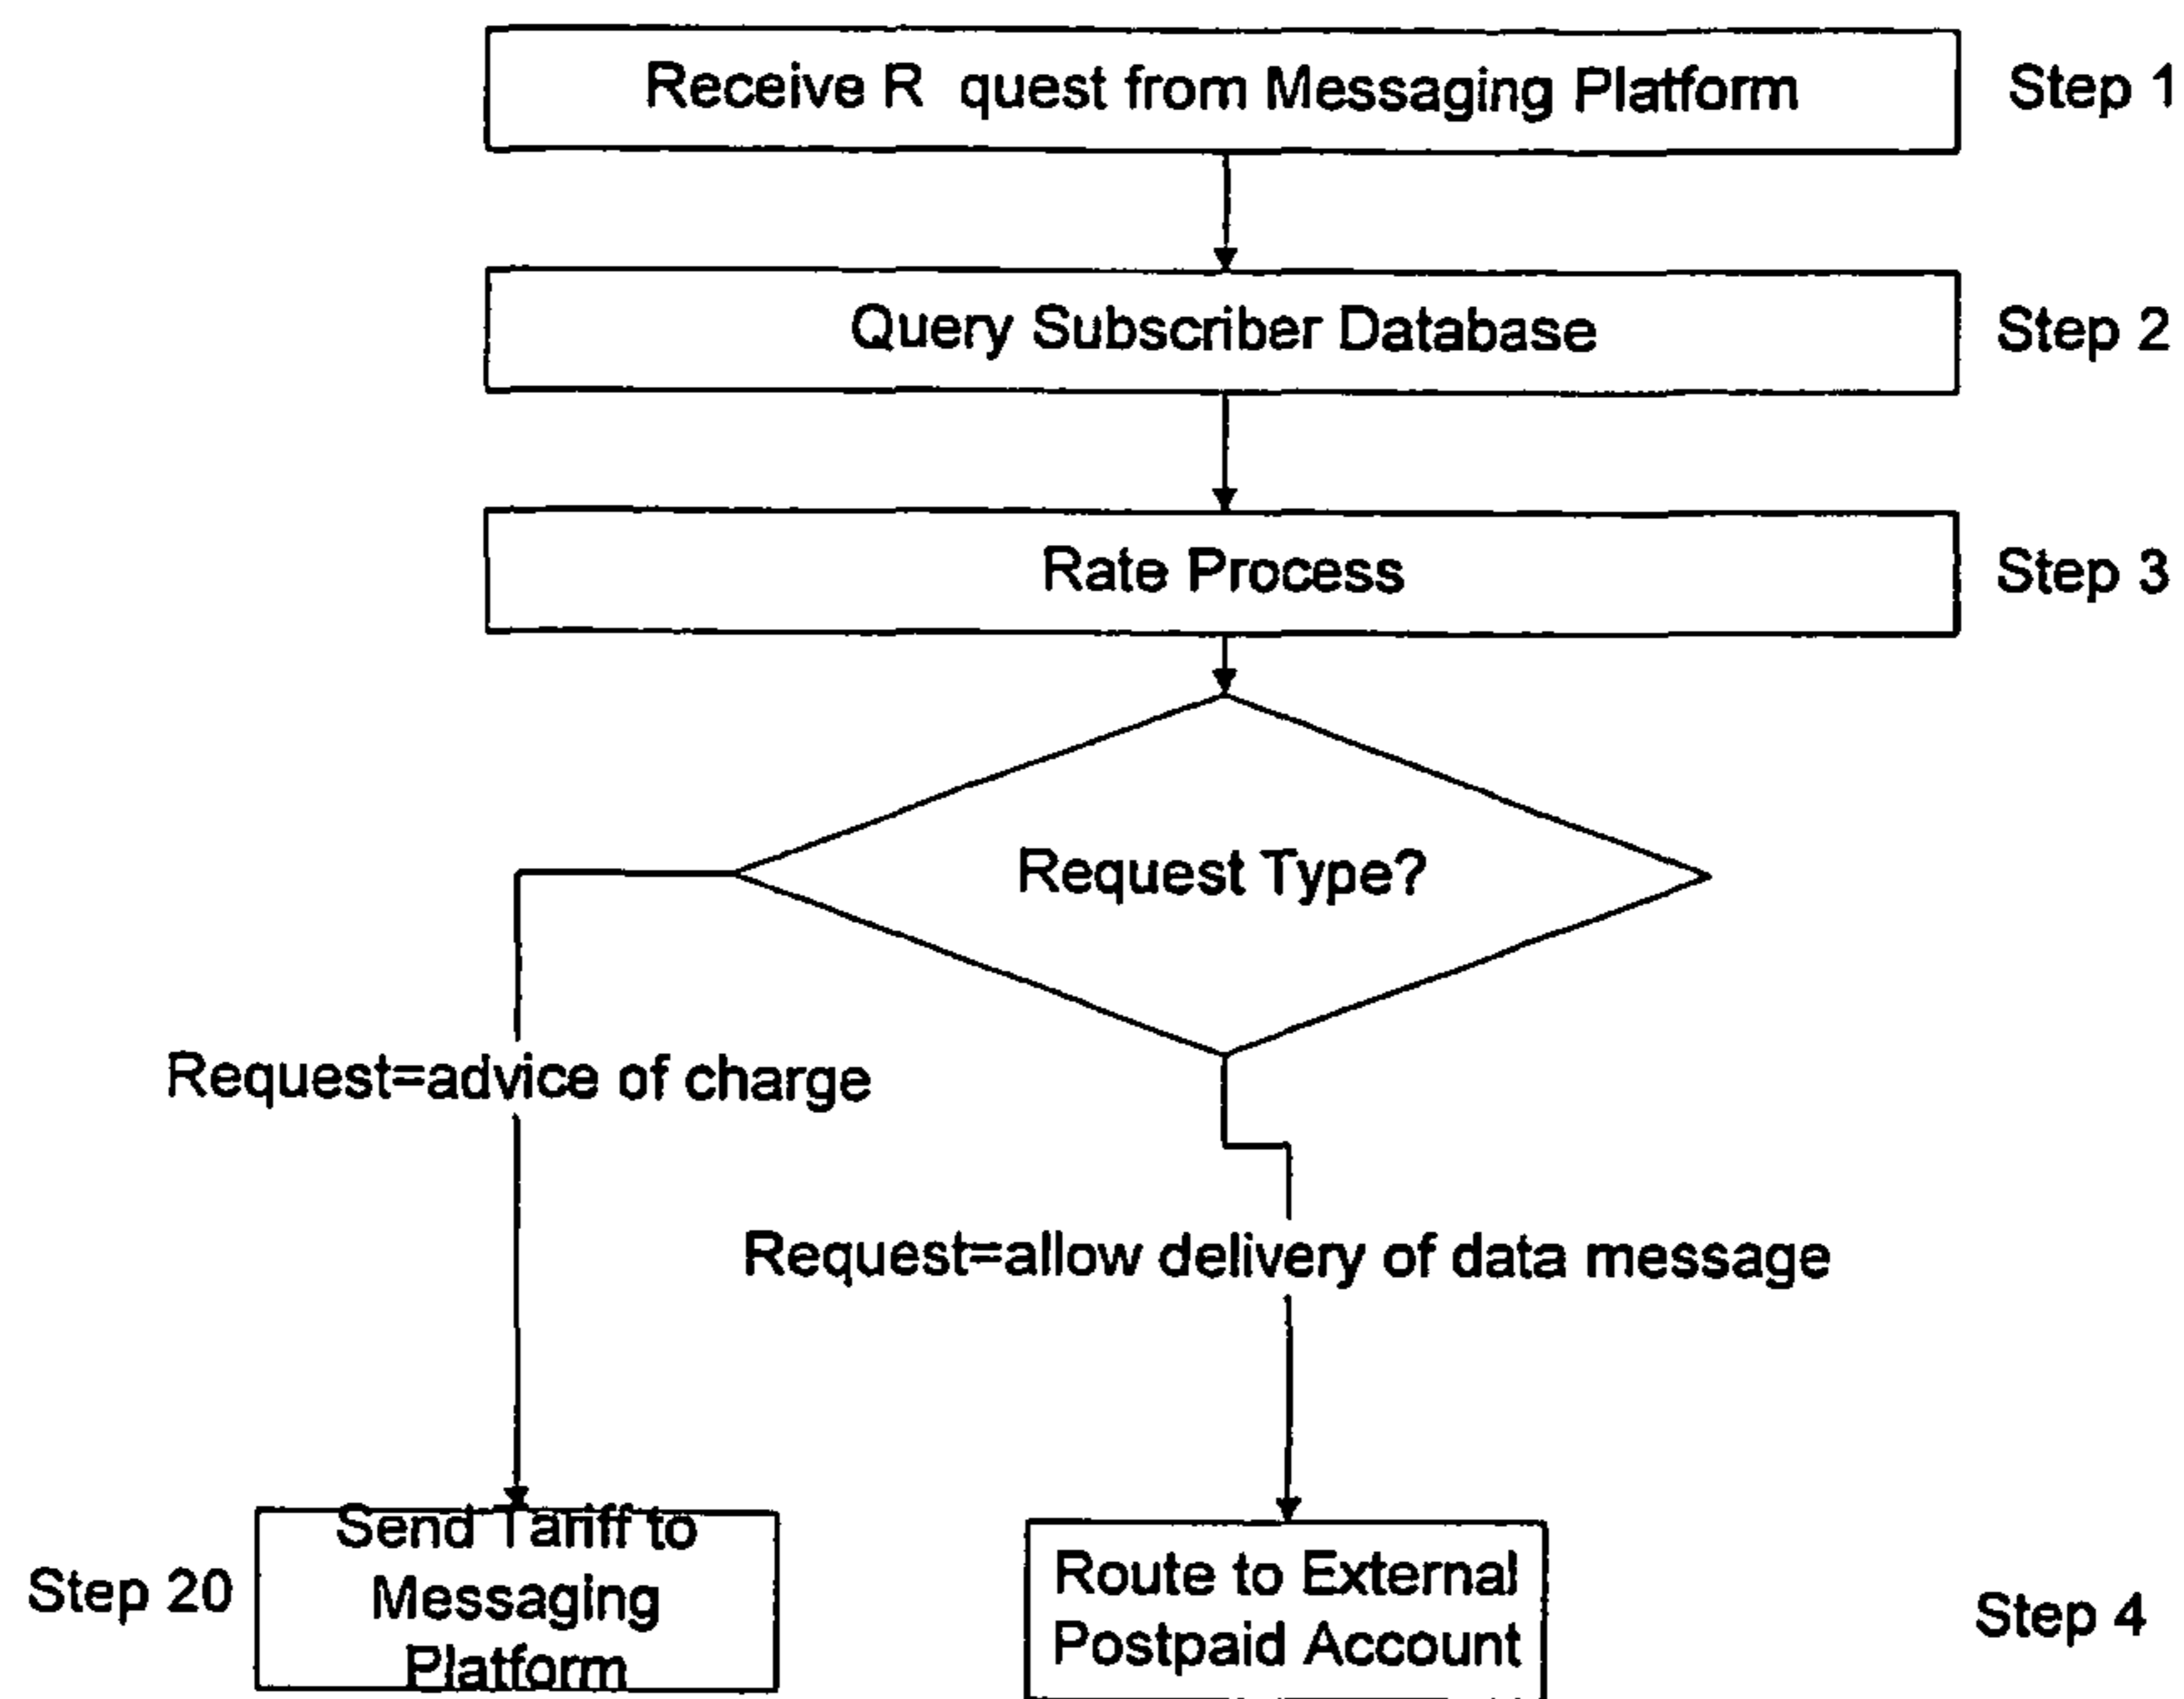 Receive R quest from Messaging Platform
Step 1
Query Subscriber Database
Step 2
Rate Process
Step 3
Request Type?
Request=advice of charge
Request=allow delivery of data message
Step 20
Send Tariff to
Messaging
Platform
Route to External
Postpaid Account
Step 4